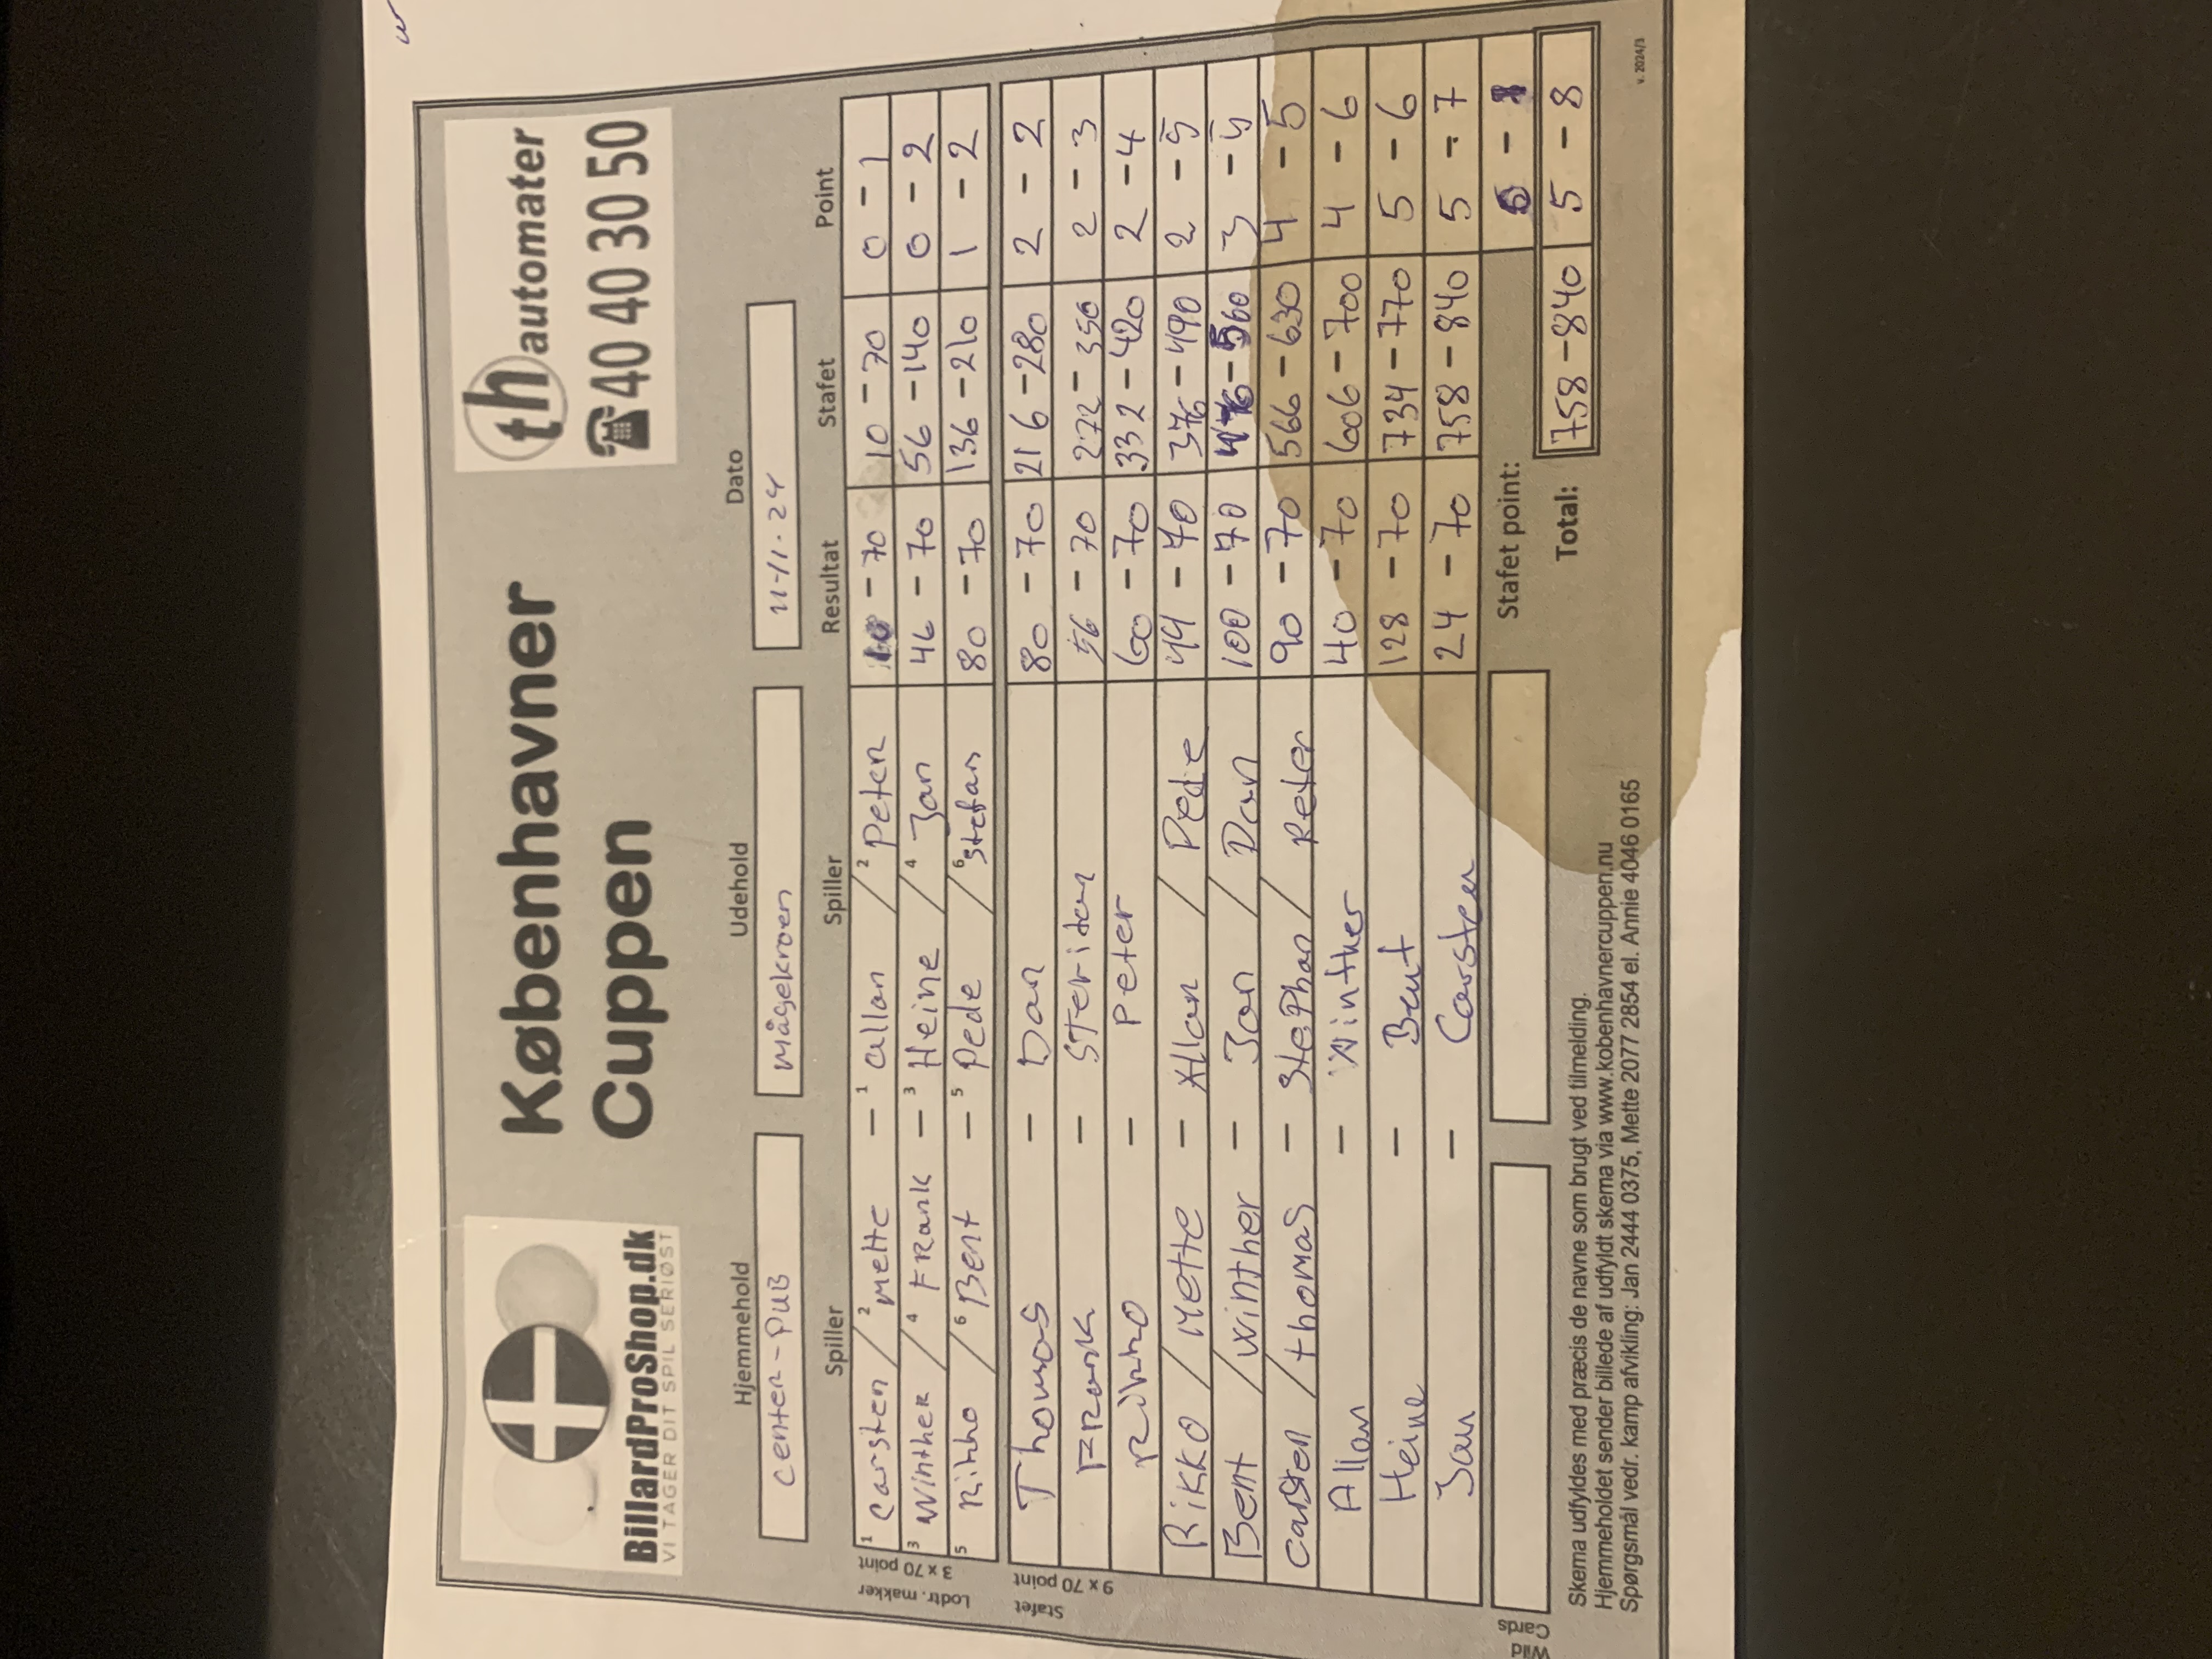 BillardProShop.dk
VI TAGER DIT SPIL SERIØST
Københavner
Cuppen
th automater
☎40 40 30 50
Hjemmehold Udehold Dato
Center-PUB mågekroen 11-11-24
Spiller Spiller Resultat Stafet Point
Lodtr. makker
3 x 70 point
1 Carsten / 2 Mette - 1 allan / 2 Peter 10 - 70 10 - 70 0 - 1
3 Winther / 4 Frank - 3 Heine / 4 Jan 46 - 70 56 - 140 0 - 2
5 / 6 Bent - 5 Pede / 6 Stefan 80 - 70 136 - 210 1 - 2
Stafet
9 x 70 point
Thomas - Dan 80 - 70 216 - 280 2 - 2
Frank - 56 - 70 272 - 350 2 - 3
- Peter 60 - 70 332 - 420 2 - 4
Rikko / Mette - Allan / Pede 44 - 70 376 - 490 2 - 5
Bent / Winther - Jan / Dan 100 - 70 476 - 560 3 - 5
Carsten / thomas - Stephan / Peter 90 - 70 566 - 630 4 - 5
Allan - Winther 40 - 70 606 - 700 4 - 6
Heine - Bent 128 - 70 734 - 770 5 - 6
Jan - Carsten 24 - 70 758 - 840 5 - 7
Wild
Cards
Stafet point: -
Total: 758 - 840 5 - 8
Skema udfyldes med præcis de navne som brugt ved tilmelding.
Hjemmeholdet sender billede af udfyldt skema via www.kobenhavnercuppen.nu
Spørgsmål vedr. kamp afvikling: Jan 2444 0375, Mette 2077 2854 el. Annie 4046 0165
v. 2024/3